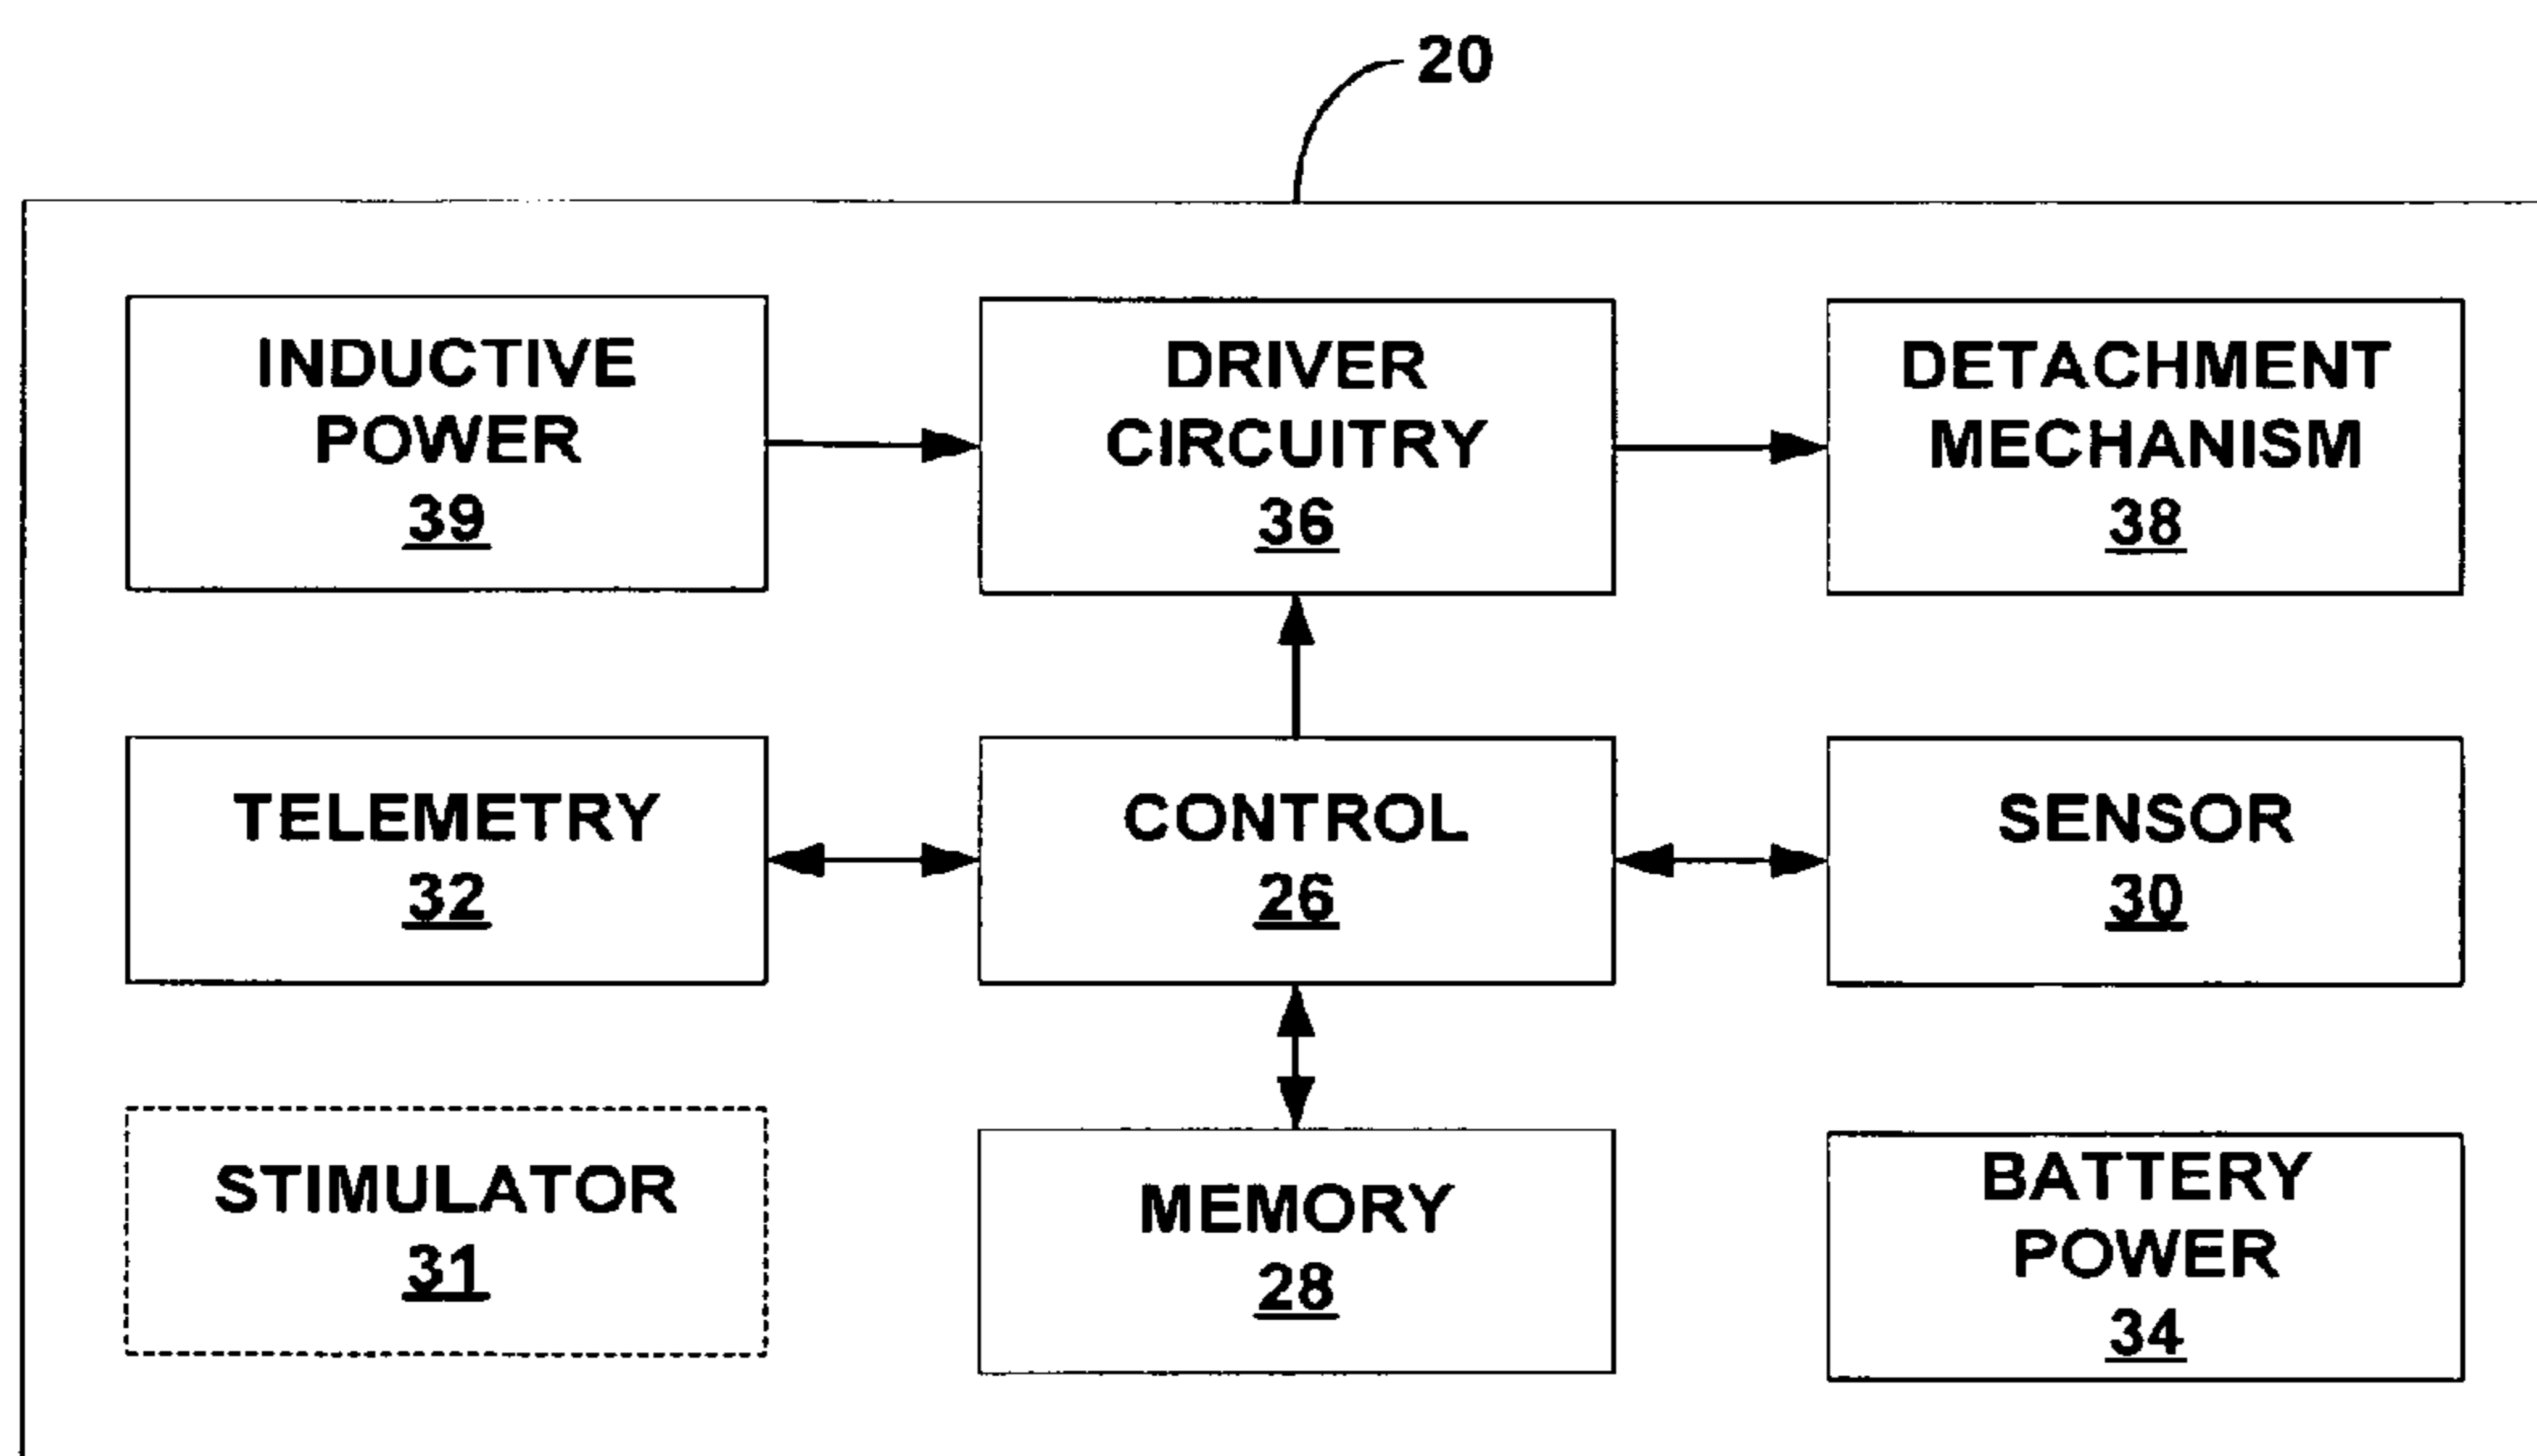 20
INDUCTIVE
POWER
39
DRIVER
CIRCUITRY
36
DETACHMENT
MECHANISM
38
TELEMETRY
32
CONTROL
26
SENSOR
30
STIMULATOR
31
MEMORY
28
BATTERY
POWER
34